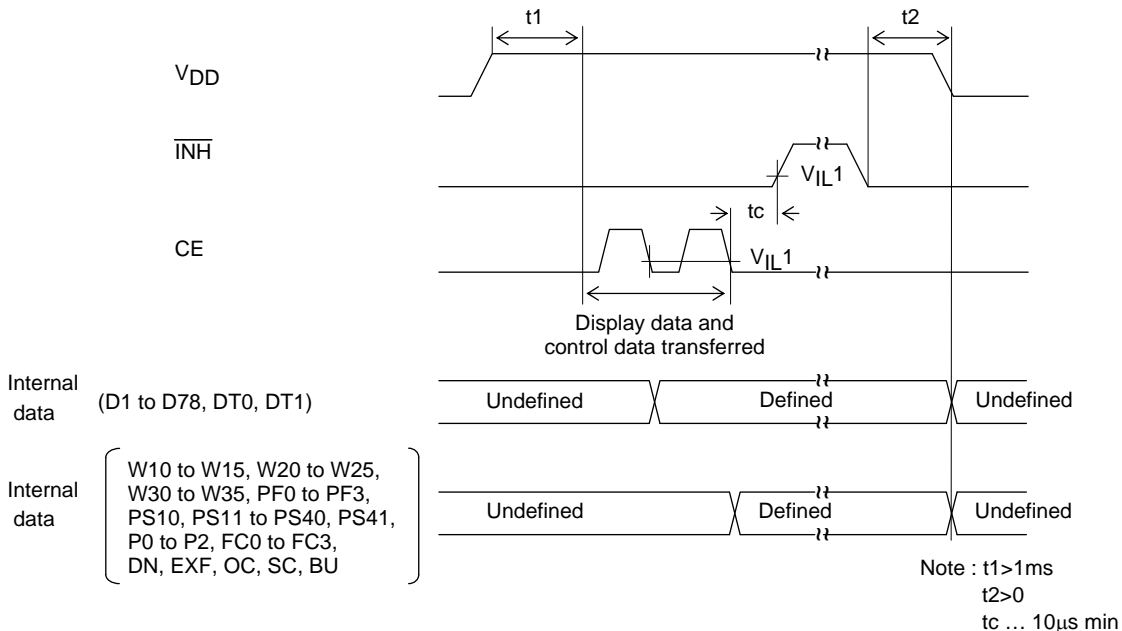 t1
t2
VDD
INH
VIL1
tc
CE
VIL1
Display data and
control data transferred
Internal
data
(D1 to D78, DT0, DT1)
Undefined
Defined
Undefined
Internal
data
W10 to W15, W20 to W25,
W30 to W35, PF0 to PF3,
PS10, PS11 to PS40, PS41,
P0 to P2, FC0 to FC3,
DN, EXF, OC, SC, BU
Undefined
Defined
Undefined
Note : t1>1ms
t2>0
tc … 10μs min